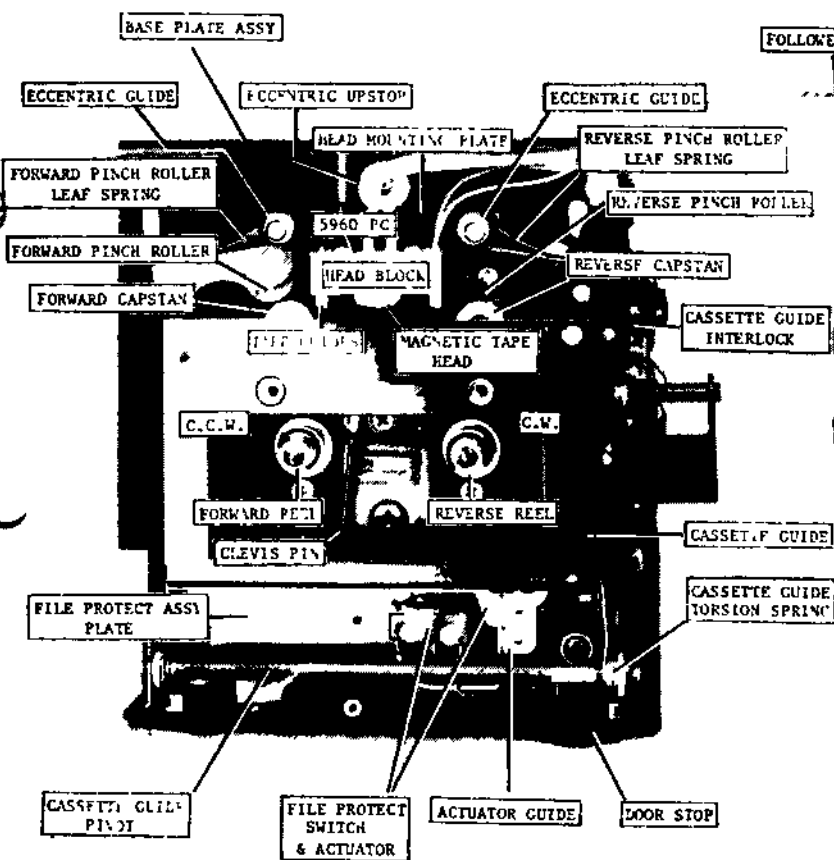 BASE PLATE ASSY
FOLLOWE
ECCENTRIC GUIDE
ECCENTRIC UPSTOP
ECCENTRIC GUIDE
HEAD MOUNTING PLATE
REVERSE PINCH ROLLER
LEAF SPRING
FORWARD PINCH ROLLER
LEAF SPRING
REVERSE PINCH ROLLER
5960 PC
FORWARD PINCH ROLLER
HEAD BLOCK
REVERSE CAPSTAN
FORWARD CAPSTAN
CASSETTE GUIDE
INTERLOCK
MAGNETIC TAPE
HEAD
C.C.W.
C.W.
FORWARD REEL
REVERSE REEL
CLEVIS PIN
CASSETTE GUIDE
FILE PROTECT ASSY
PLATE
CASSETTE GUIDE
TORSION SPRING
CASSETTE GUIDE
PIVOT
FILE PROTECT
SWITCH
& ACTUATOR
ACTUATOR GUIDE
DOOR STOP